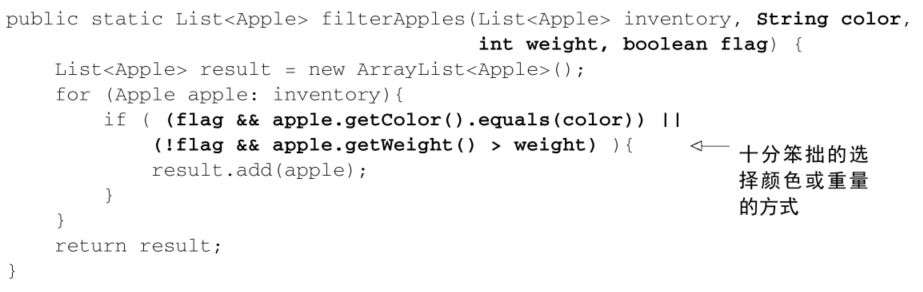 public static List<Apple> filterApples(List<Apple> inventory, String color,
int weight, boolean flag) {
List<Apple> result = new ArrayList<Apple>();
for (Apple apple: inventory){
if ( (flag && apple.getColor().equals(color)) ||
(!flag && apple.getWeight() > weight) ){
result.add(apple);
}
}
return result;
}
十分笨拙的选
择颜色或重量
的方式